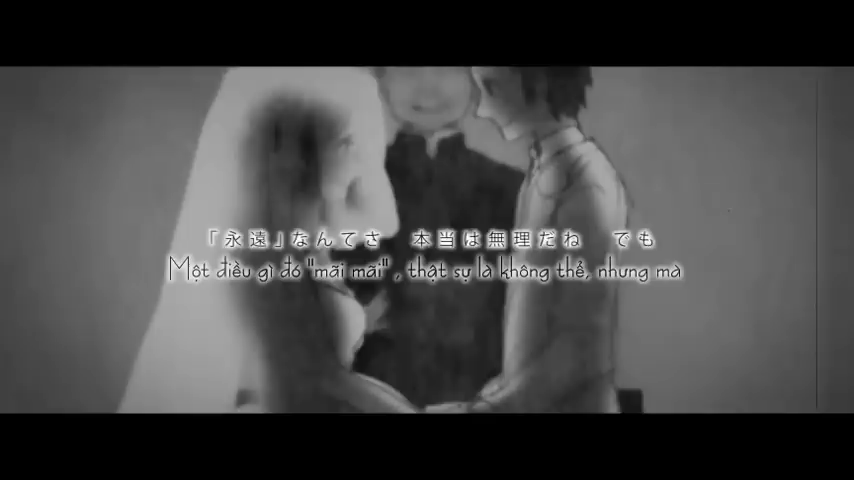 「永遠」なんてさ　本当は無理だね　でも
Một điều gì đó "mãi mãi" , thật sự là không thể, nhưng mà